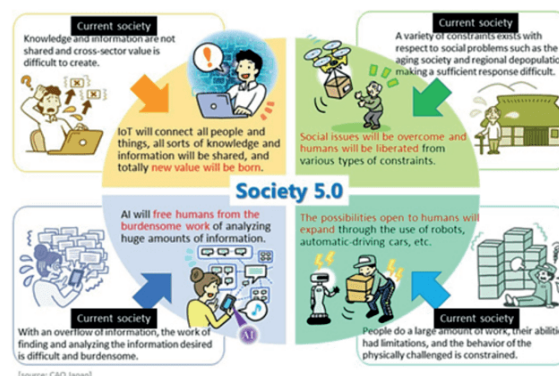 Current society
Knowledge and information are not
shared and cross-sector value is
difficult to create.
IoT will connect all people and
things, all sorts of knowledge and
information will be shared, and
totally new value will be born.
Current society
A variety of constraints exists with
respect to social problems such as the
aging society and regional depopulatio
making a sufficient response difficult.
Social issues will be overcome and
humans will be liberated from
various types of constraints.
Society 5.0
AI will free humans from the
burdensome work of analyzing
huge amounts of information.
AI
Current society
With an overflow of information, the work of
finding and analyzing the information desired
is difficult and burdensome.
The possibilities open to humans will
expand through the use of robots,
automatic-driving cars, etc.
Current society
People do a large amount of work, their abilitie
had limitations, and the behavior of the
physically challenged is constrained.
[source: CAO Japan]